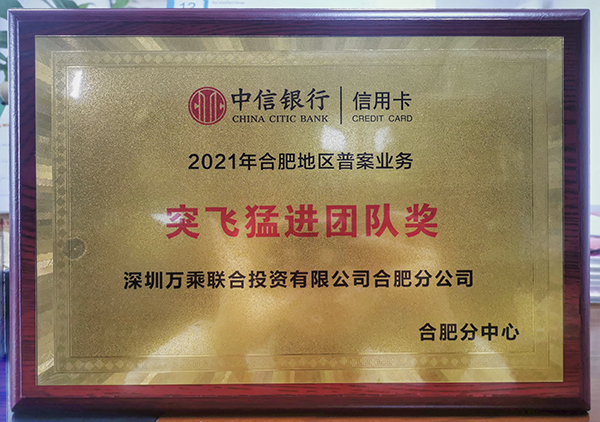 12
CITIC 中信银行 信用卡
CHINA CITIC BANK CREDIT CARD
2021年合肥地区普案业务
突飞猛进团队奖
深圳万乘联合投资有限公司合肥分公司
合肥分中心